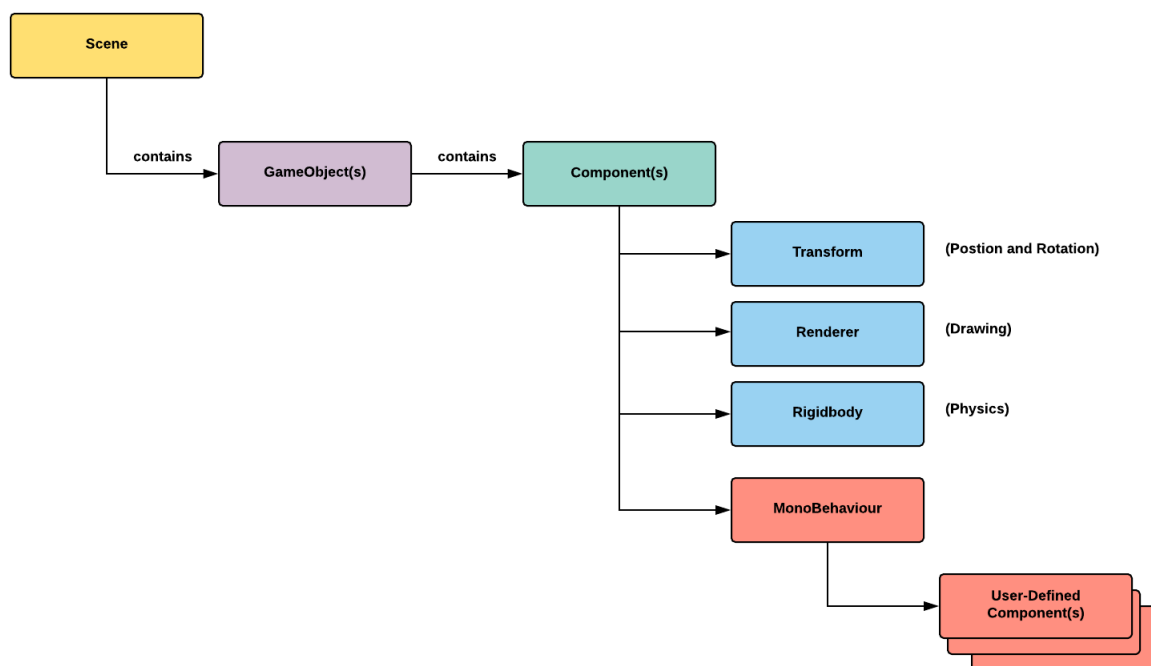 Scene
contains
contains
GameObject(s)
Component(s)
Transform
(Postion and Rotation)
Renderer
(Drawing)
Rigidbody
(Physics)
MonoBehaviour
User-Defined
Component(s)